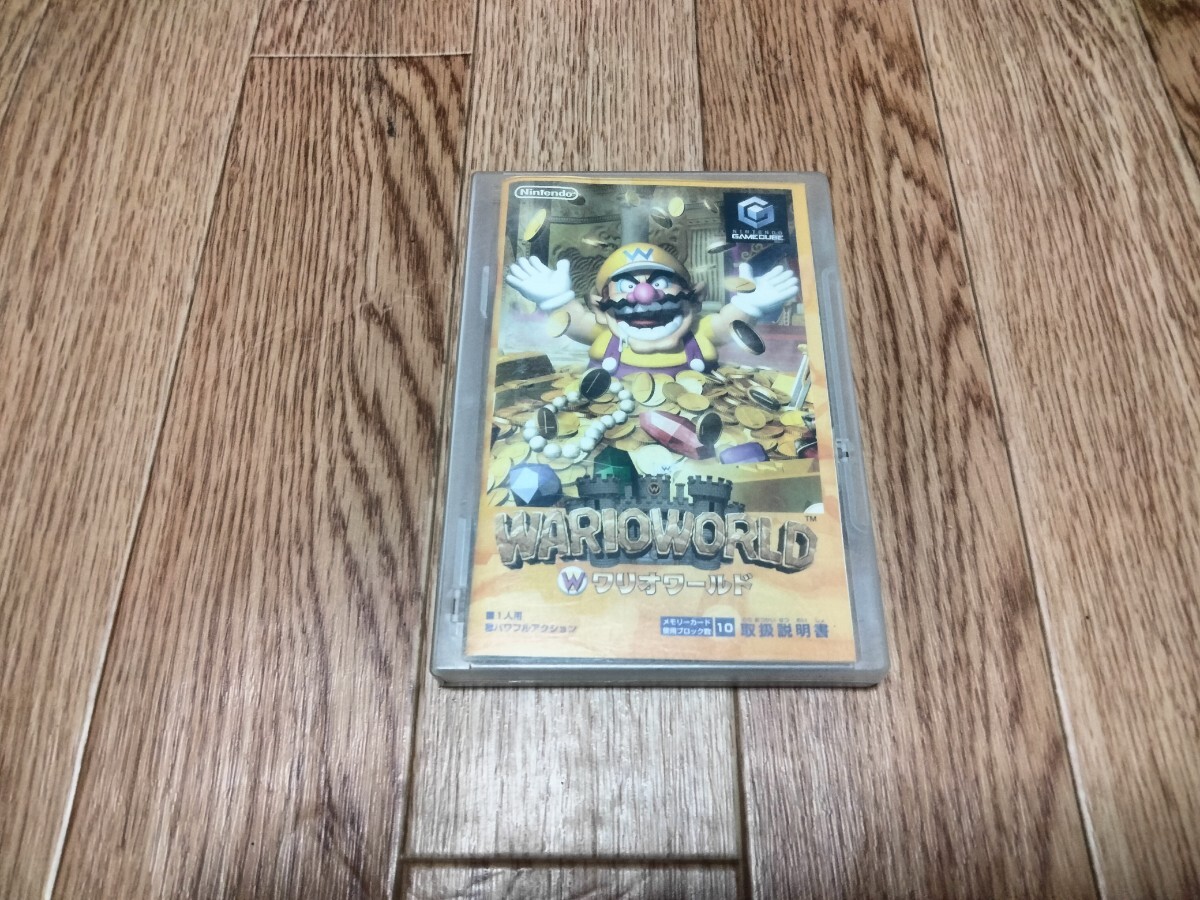 Nintendo
NINTENDO
GAMECUBE
W
WARIOWORLD
TM
W ワリオワールド
■1人用
■パワフルアクション
メモリーカード
使用ブロック数
10
取扱説明書